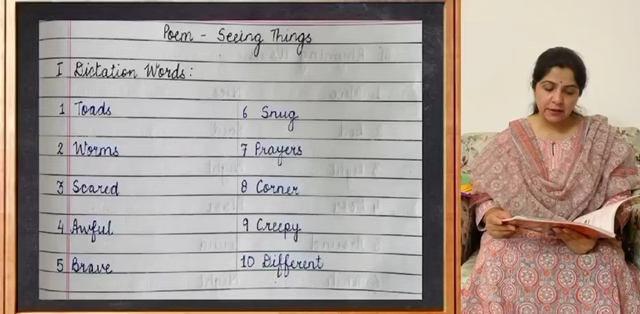 Poem - Seeing Things
I Dictation Words:
1 Toads
2 Worms
3 Scared
4 Awful
5 Brave
6 Snug
7 Prayers
8 Corner
9 Creepy
10 Different